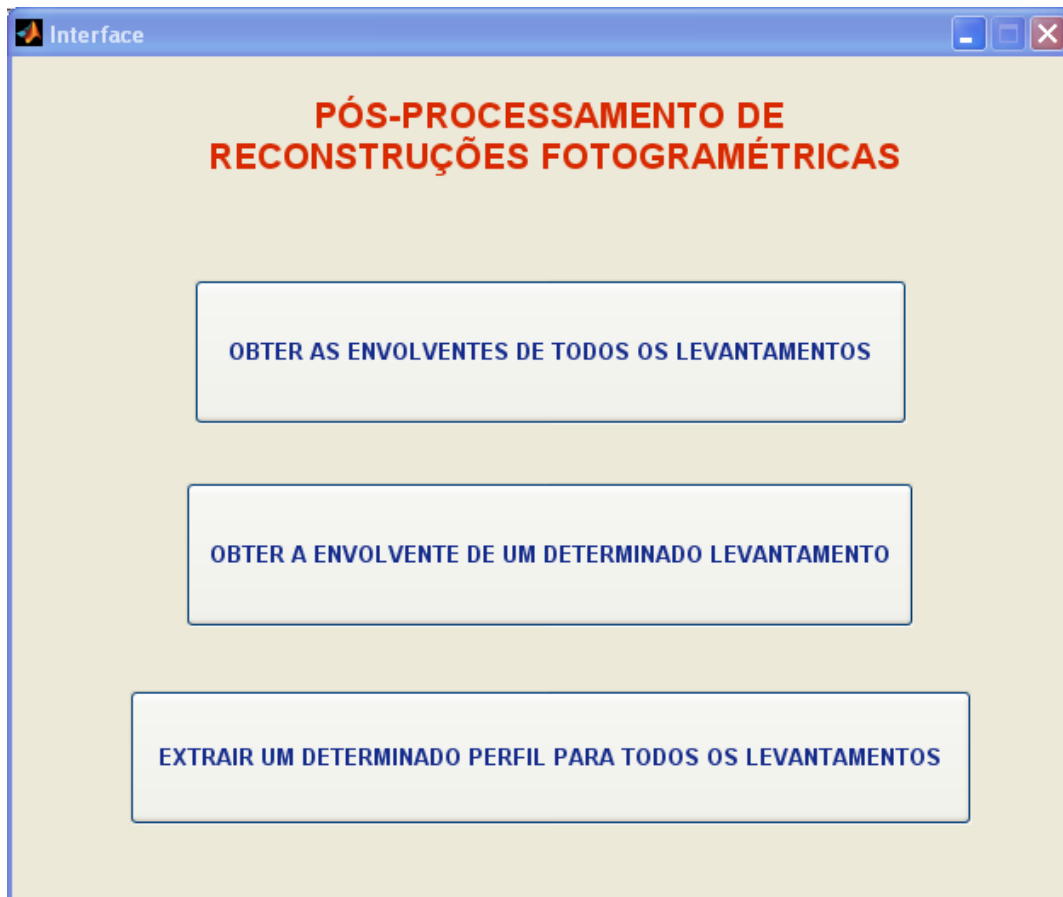 Interface
PÓS-PROCESSAMENTO DE
RECONSTRUÇÕES FOTOGRAMÉTRICAS
OBTER AS ENVOLVENTES DE TODOS OS LEVANTAMENTOS
OBTER A ENVOLVENTE DE UM DETERMINADO LEVANTAMENTO
EXTRAIR UM DETERMINADO PERFIL PARA TODOS OS LEVANTAMENTOS